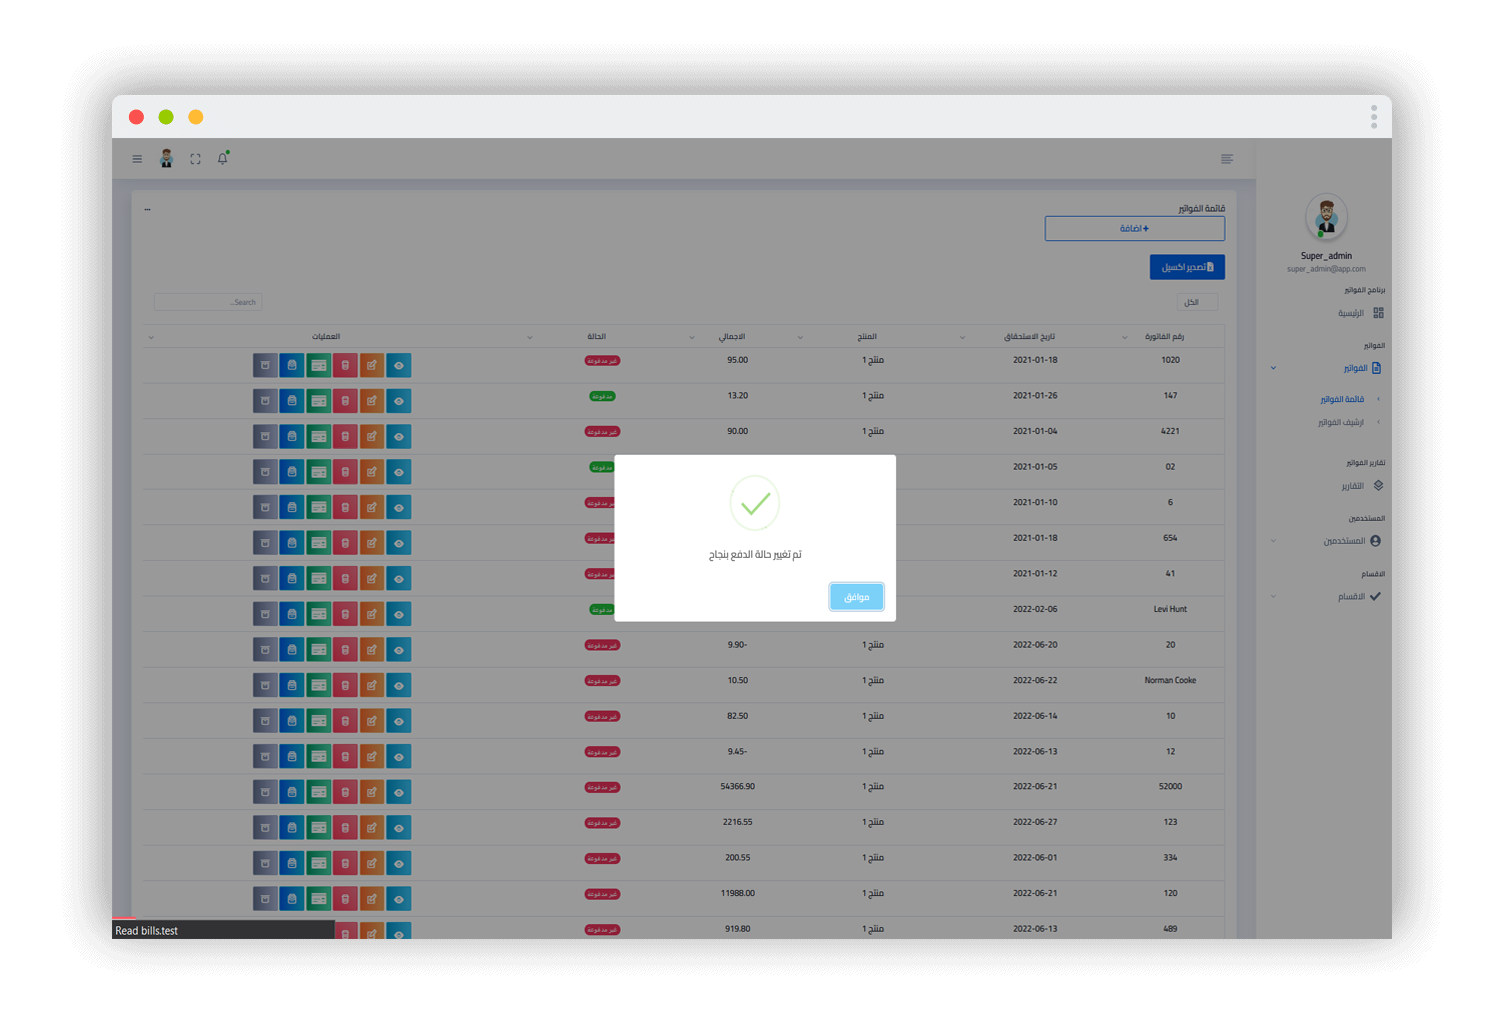 قائمة الفواتير
...
+ اضافة
تصدير اكسيل
الكل
Search...
رقم الفاتورة تاريخ الاستحقاق المنتج الاجمالي الحالة العمليات
1020 2021-01-18 منتج 1 95.00 غير مدفوعة
147 2021-01-26 منتج 1 13.20 مدفوعة
4221 2021-01-04 منتج 1 90.00 غير مدفوعة
02 2021-01-05 مدفوعة
6 2021-01-10 غير مدفوعة
654 2021-01-18 غير مدفوعة
41 2021-01-12 غير مدفوعة
Levi Hunt 2022-02-06 مدفوعة
20 2022-06-20 منتج 1 9.90- غير مدفوعة
Norman Cooke 2022-06-22 منتج 1 10.50 غير مدفوعة
10 2022-06-14 منتج 1 82.50 غير مدفوعة
12 2022-06-13 منتج 1 9.45- غير مدفوعة
52000 2022-06-21 منتج 1 54366.90 غير مدفوعة
123 2022-06-27 منتج 1 2216.55 غير مدفوعة
334 2022-06-01 منتج 1 200.55 غير مدفوعة
120 2022-06-21 منتج 1 11988.00 غير مدفوعة
489 2022-06-13 منتج 1 919.80 غير مدفوعة
تم تغيير حالة الدفع بنجاح
موافق
Super_admin
super_admin@app.com
برنامج الفواتير
الرئيسية
الفواتير
الفواتير
قائمة الفواتير
ارشيف الفواتير
تقارير الفواتير
التقارير
المستخدمين
المستخدمين
الاقسام
الاقسام
Read bills.test